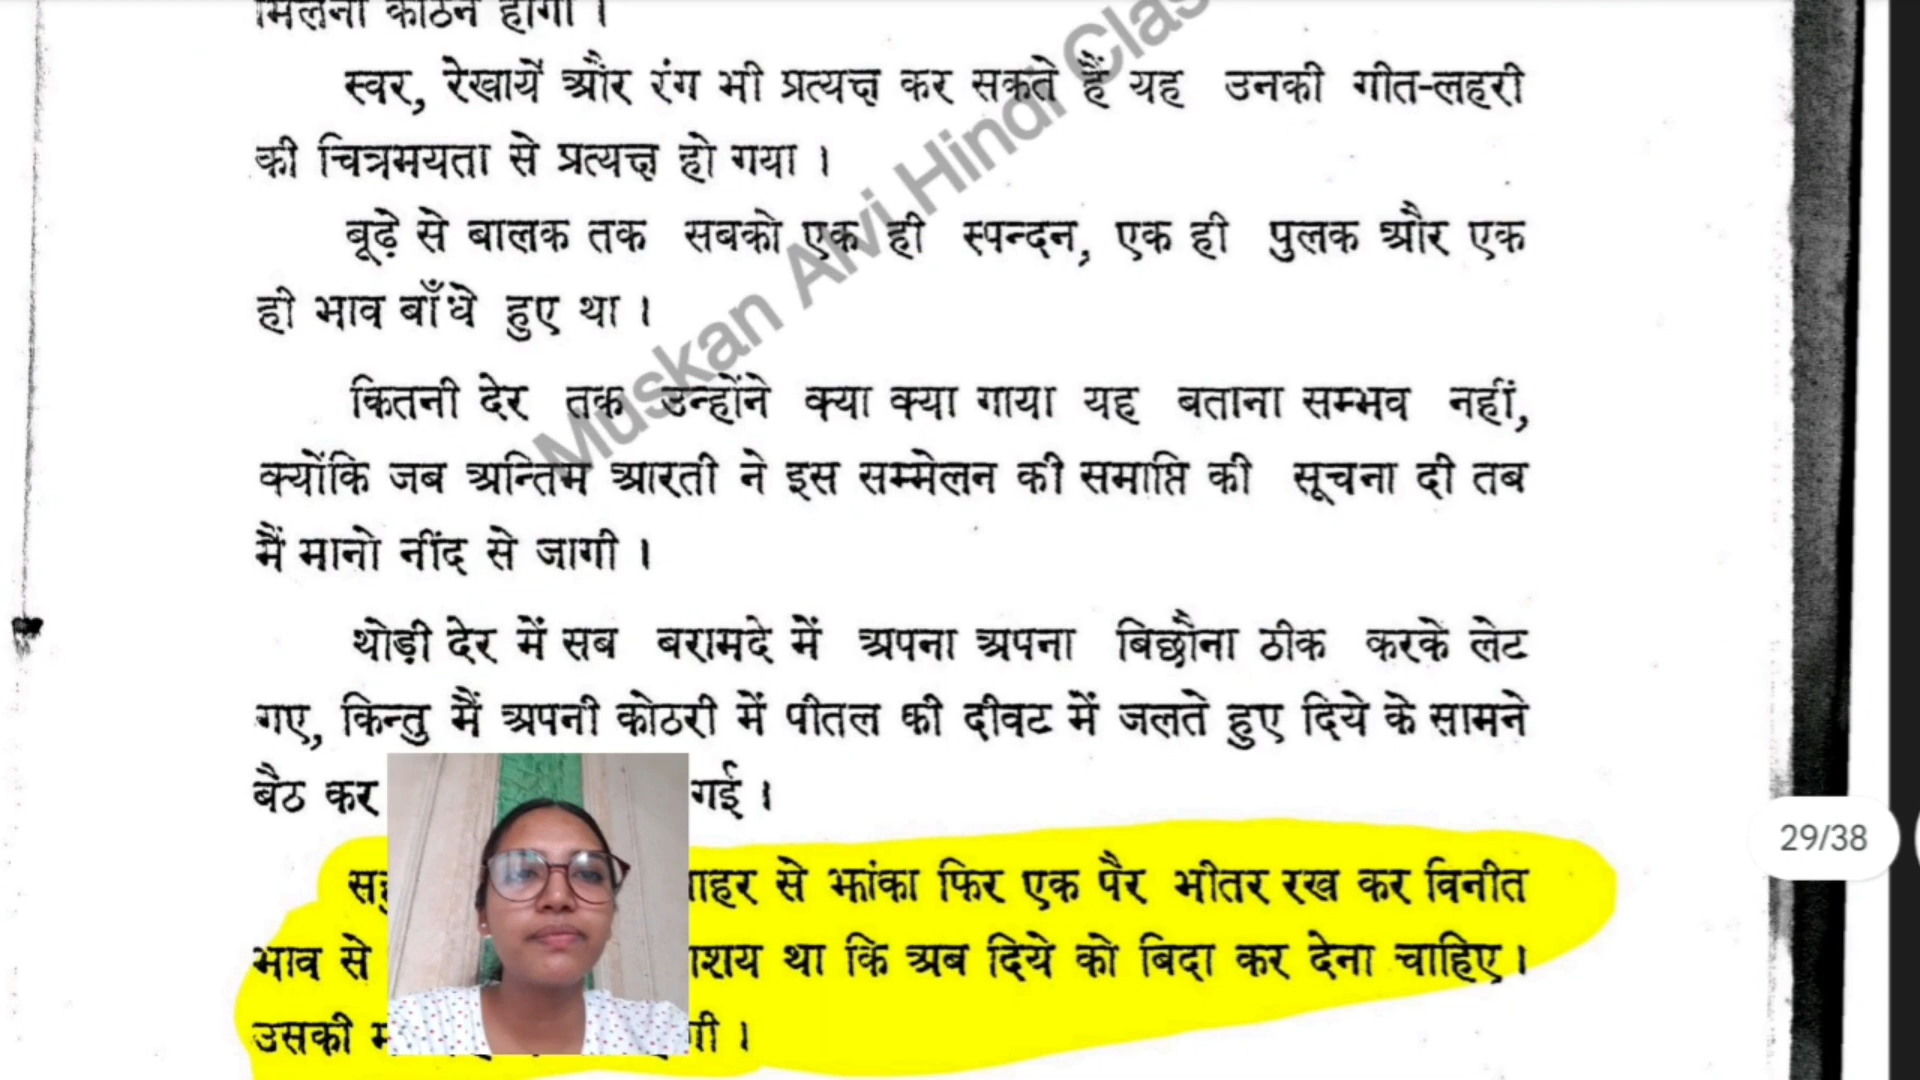 मिलना कठिन होगा ।
स्वर, रेखायें और रंग भी प्रत्यक्ष कर सकते हैं यह उनकी गीत-लहरी
की चित्रमयता से प्रत्यक्ष हो गया ।
बूढ़े से बालक तक सबको एक ही स्पन्दन, एक ही पुलक और एक
ही भाव बाँधे हुए था ।
कितनी देर तक उन्होंने क्या क्या गाया यह बताना सम्भव नहीं,
क्योंकि जब अन्तिम आरती ने इस सम्मेलन की समाप्ति की सूचना दी तब
मैं मानो नींद से जागी ।
थोड़ी देर में सब बरामदे में अपना अपना बिछौना ठीक करके लेट
गए, किन्तु मैं अपनी कोठरी में पीतल की दीवट में जलते हुए दिये के सामने
बैठ कर गई ।
से झांका फिर एक पैर भीतर रख कर विनीत
भाव से था कि अब दिये को बिदा कर देना चाहिए ।
उसकी
Muskan Alvi Hindi Clas
29/38